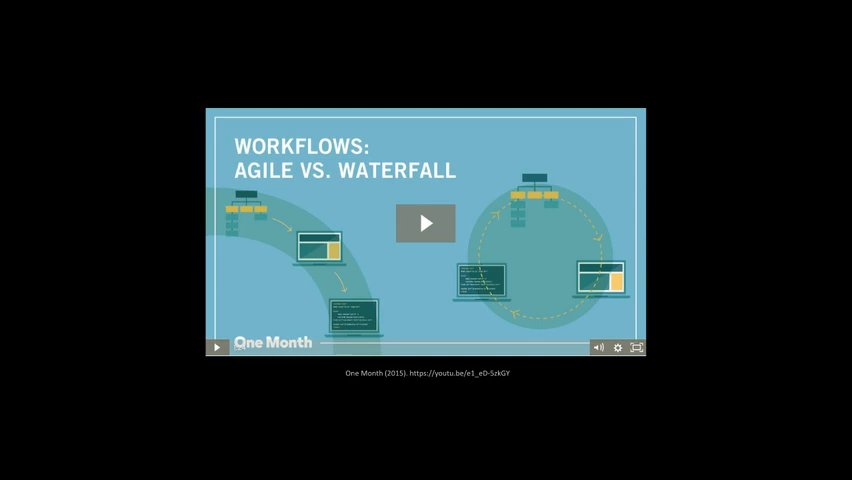 WORKFLOWS:
AGILE VS. WATERFALL
One Month
One Month (2015). https://youtu.be/e1_eD-5zkGY